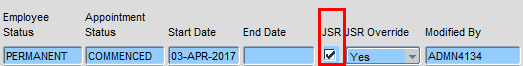 Employee Appointment
Status Status Start Date End Date JSR JSR Override Modified By
PERMANENT COMMENCED 03-APR-2017 Yes ADMN4134